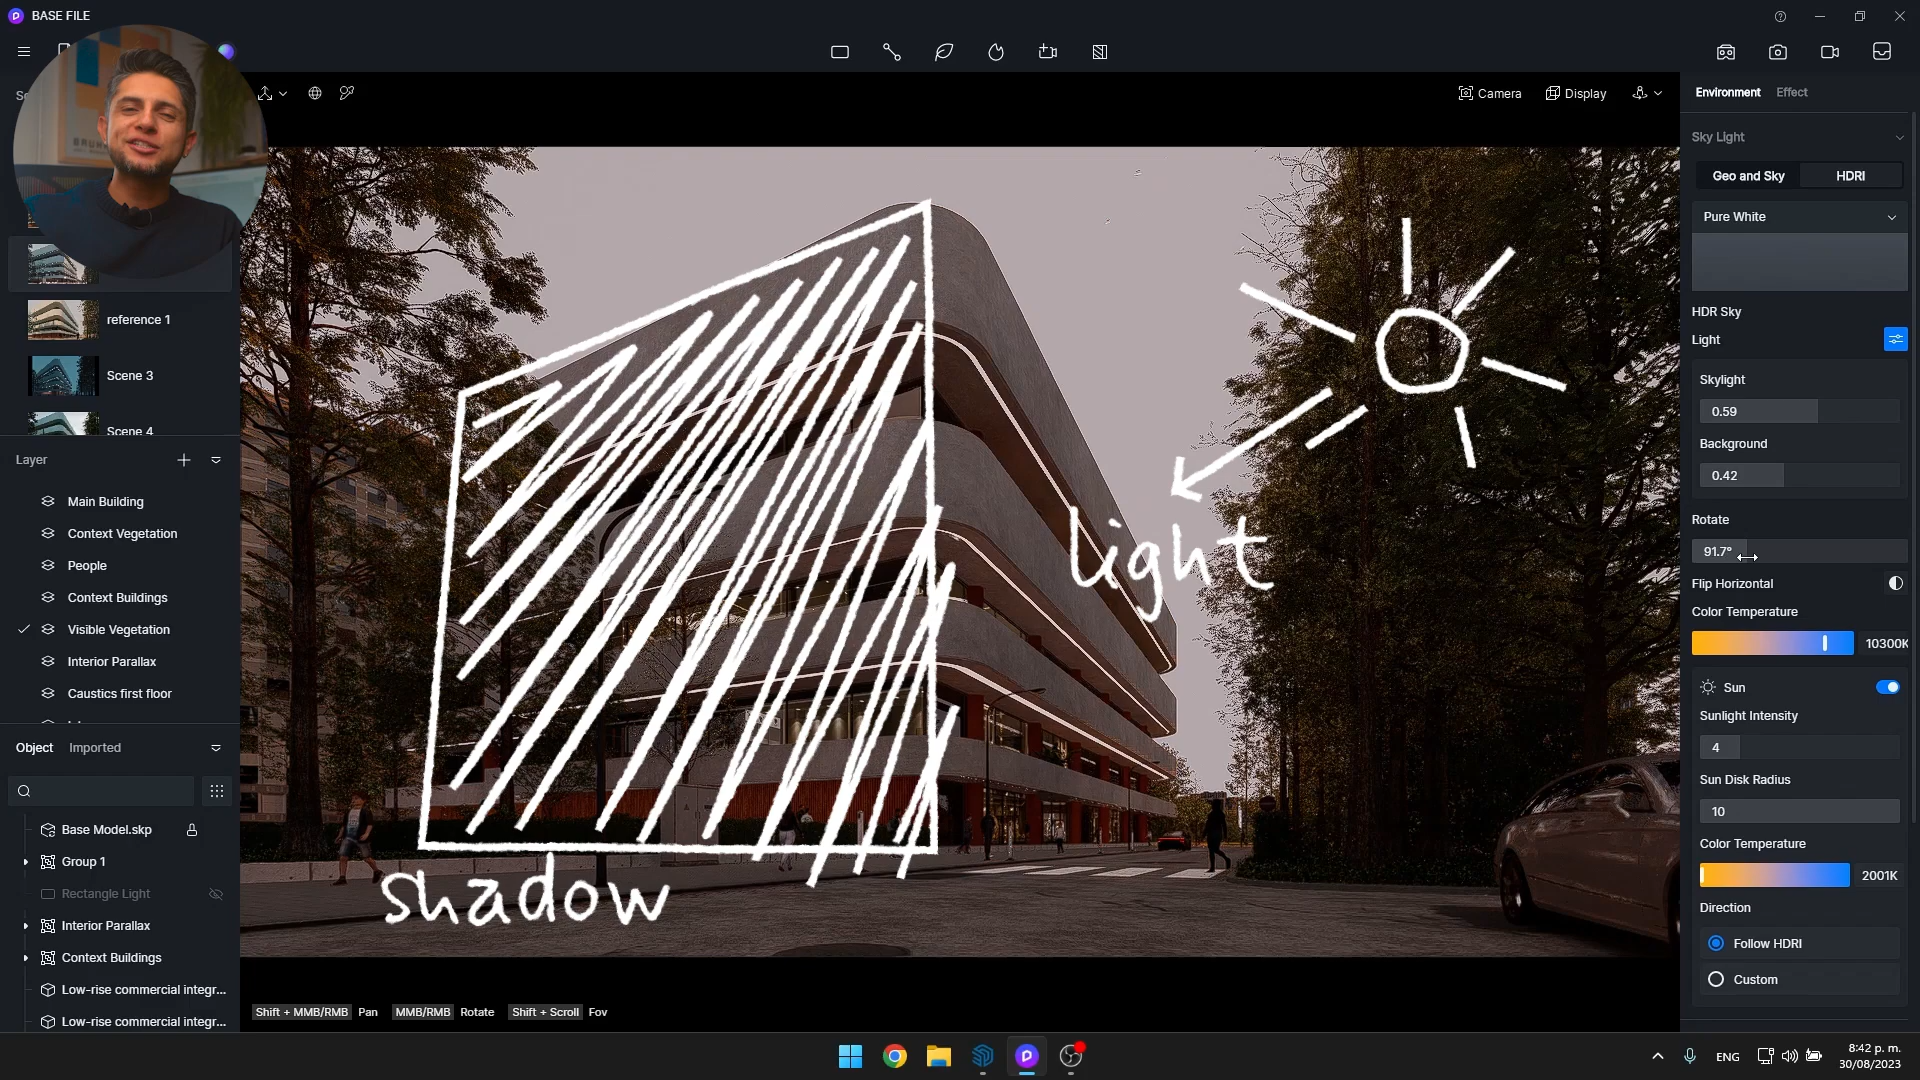 BASE FILE
Camera
Display
Environment
Effect
Sky Light
Geo and Sky
HDRI
Pure White
HDR Sky
Light
Skylight
0.59
Background
0.42
Rotate
91.7°
Flip Horizontal
Color Temperature
10300K
Sun
Sunlight Intensity
4
Sun Disk Radius
10
Color Temperature
2001K
Direction
Follow HDRI
Custom
reference 1
Scene 3
Scene 4
Layer
Main Building
Context Vegetation
People
Context Buildings
Visible Vegetation
Interior Parallax
Caustics first floor
Object
Imported
Base Model.skp
Group 1
Rectangle Light
Interior Parallax
Context Buildings
Low-rise commercial integr...
Low-rise commercial integr...
light
shadow
Shift + MMB/RMB Pan MMB/RMB Rotate Shift + Scroll Fov
ENG
8:42 p. m.
30/08/2023